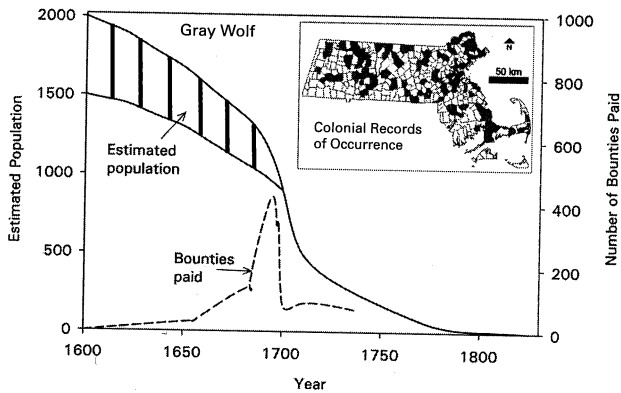 Gray Wolf
2000
1500
1000
500
0
Estimated Population
1000
800
600
400
200
0
Number of Bounties Paid
N
50 km
Colonial Records
of Occurrence
Estimated
population
Bounties
paid
1600
1650
1700
1750
1800
Year